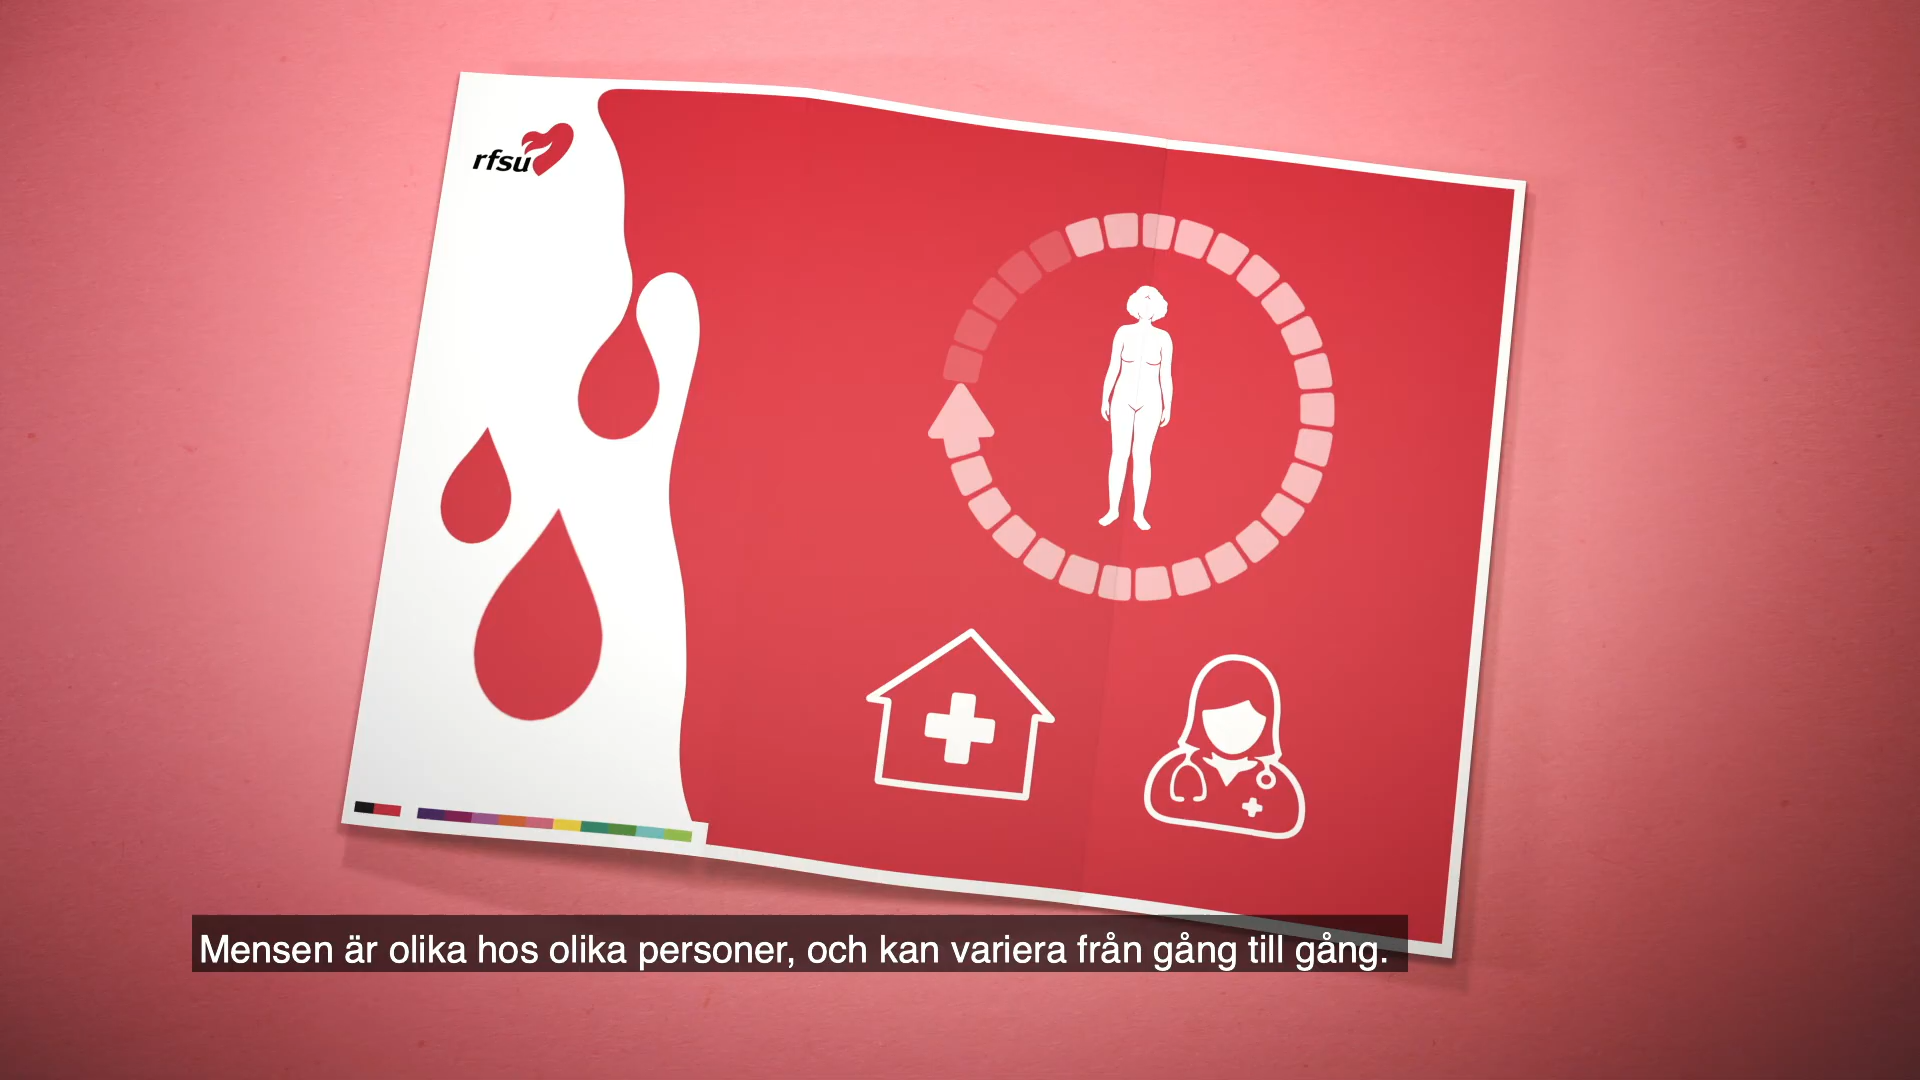 rfsu
Mensen är olika hos olika personer, och kan variera från gång till gång.